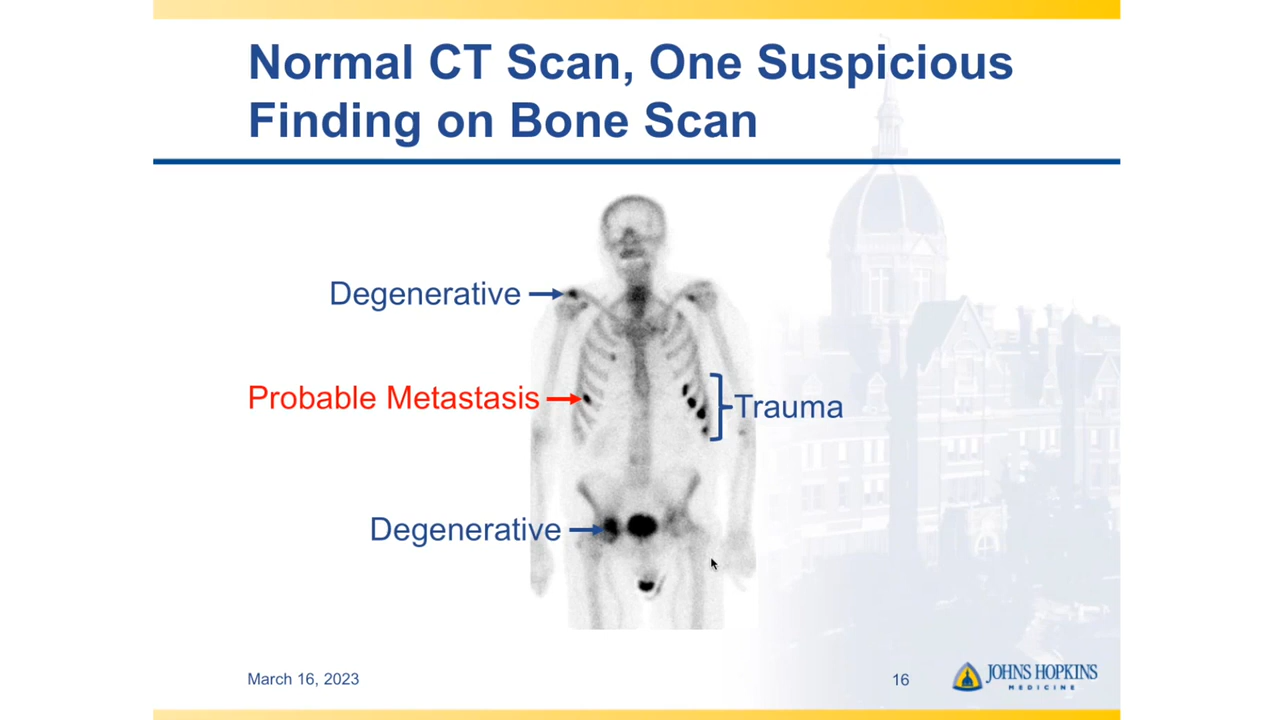 Normal CT Scan, One Suspicious
Finding on Bone Scan
Degenerative
Probable Metastasis
Trauma
Degenerative
March 16, 2023
16
JOHNS HOPKINS
MEDICINE